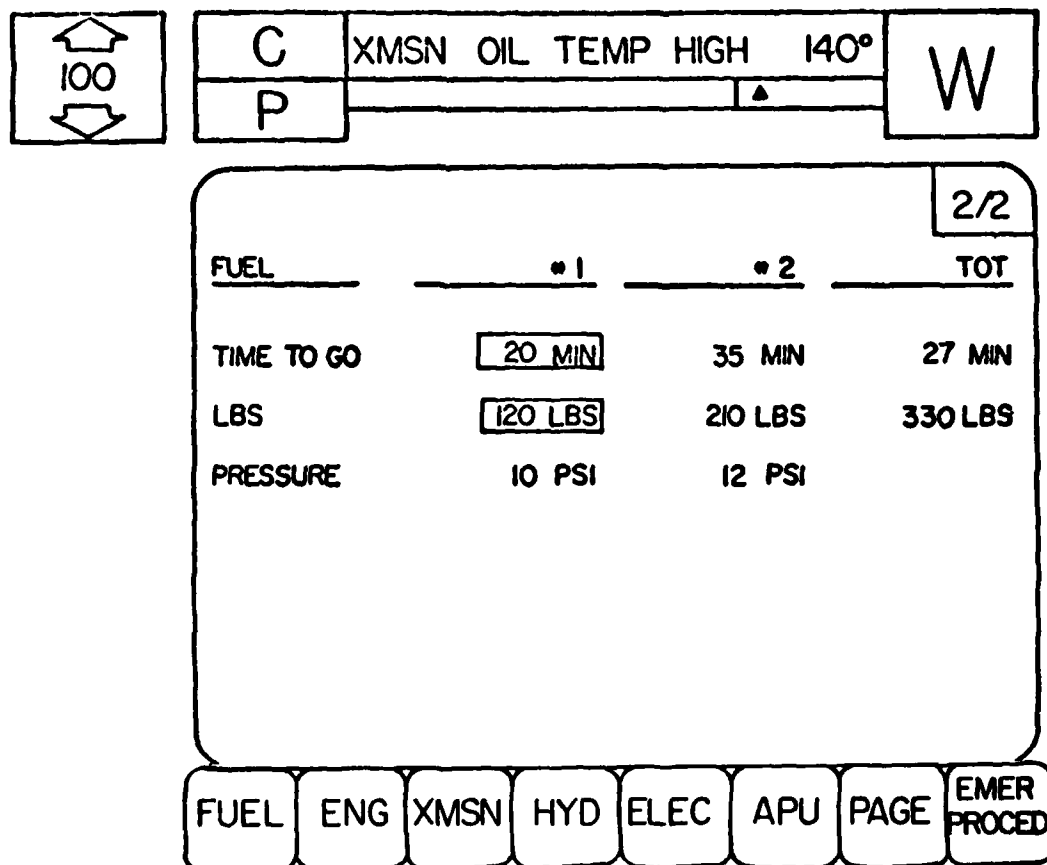 100
C XMSN OIL TEMP HIGH 140°
P
W
2/2
FUEL #1 #2 TOT
TIME TO GO 20 MIN 35 MIN 27 MIN
LBS 120 LBS 210 LBS 330 LBS
PRESSURE 10 PSI 12 PSI
FUEL ENG XMSN HYD ELEC APU PAGE EMER PROCED